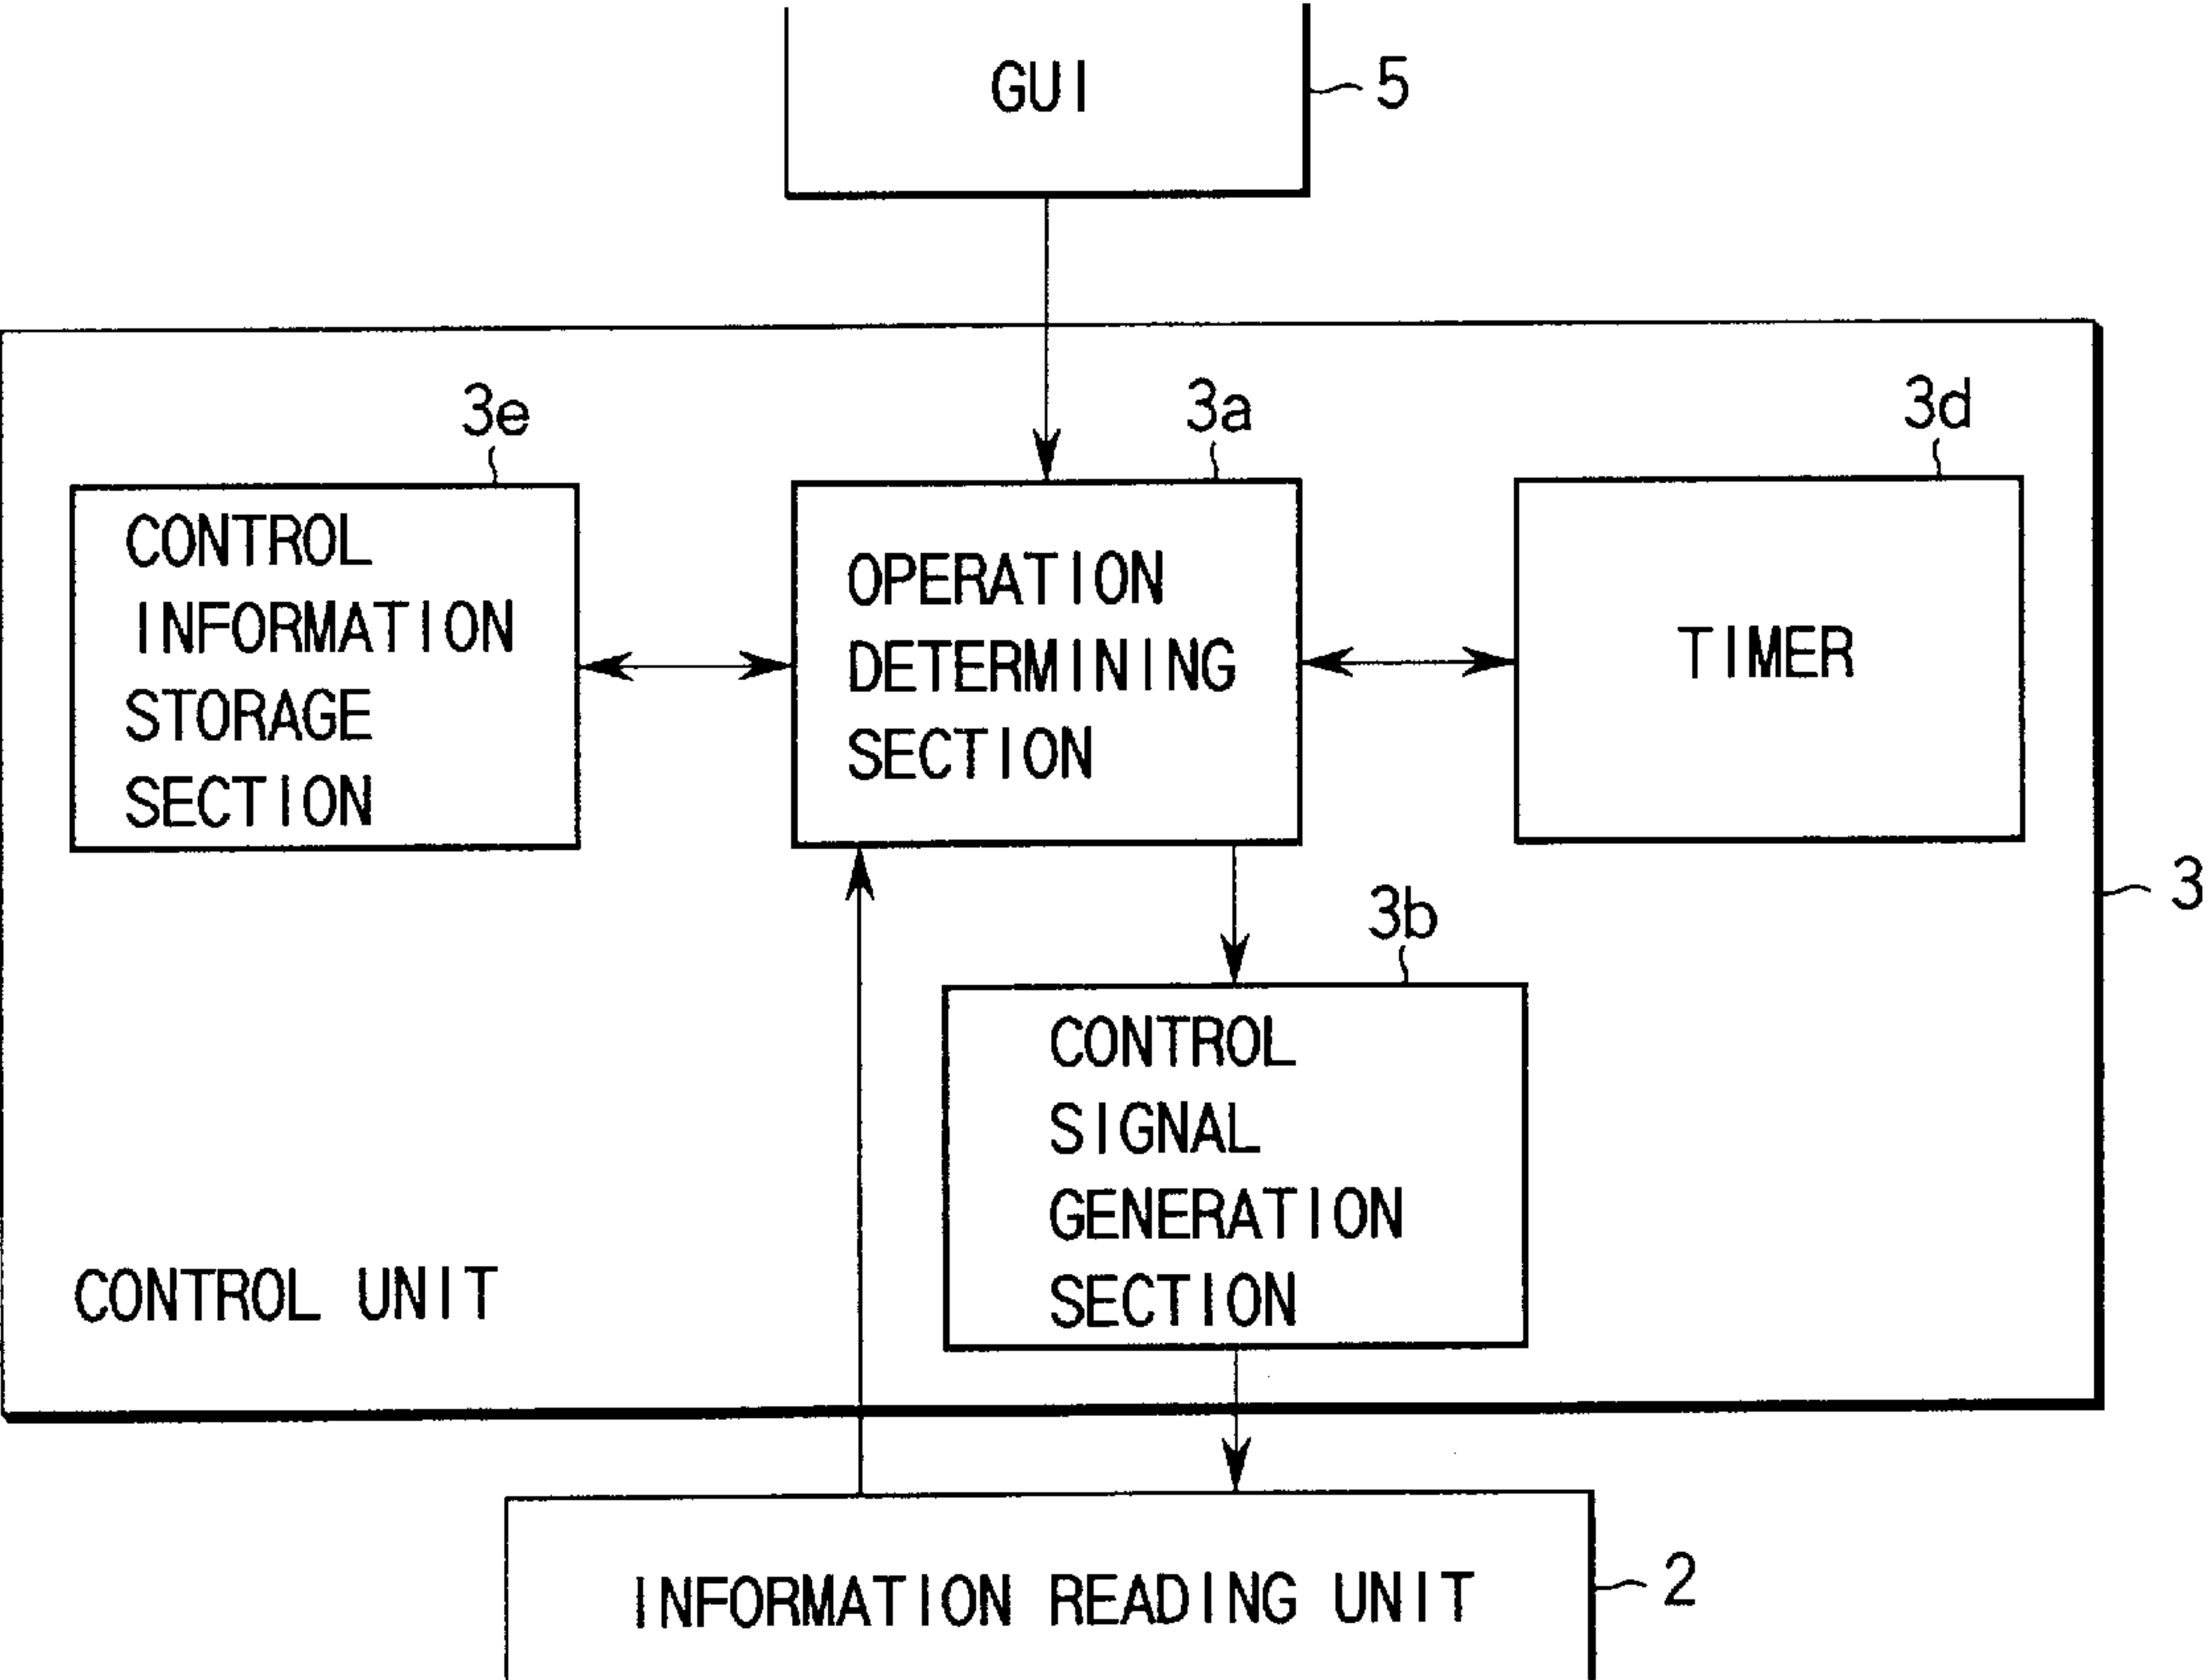 GUI
5
3e
3a
3d
CONTROL
INFORMATION
STORAGE
SECTION
OPERATION
DETERMINING
SECTION
TIMER
3
3b
CONTROL
SIGNAL
GENERATION
SECTION
CONTROL UNIT
INFORMATION READING UNIT
2